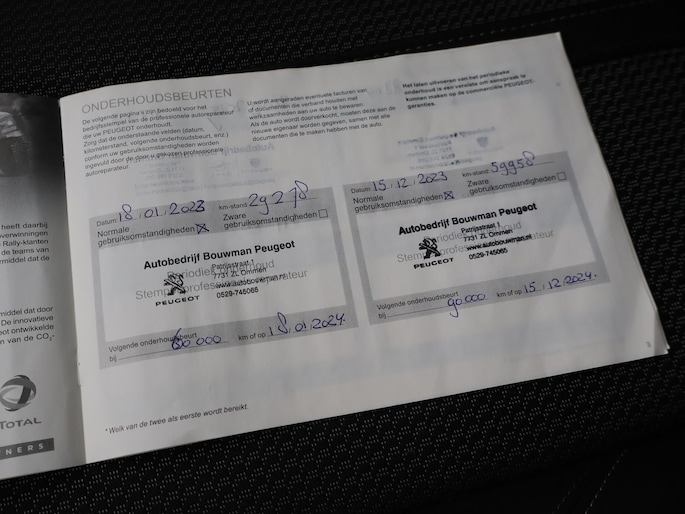 ONDERHOUDSBEURTEN
De volgende pagina's zijn bedoeld voor het
bedrijfsstempel van de professionele autoreparateur
die uw PEUGEOT onderhoudt.
Zorg dat de onderstaande velden (datum,
kilometerstand, volgende onderhoudsbeurt, enz.)
conform uw gebruiksomstandigheden worden
ingevuld door de door u gekozen professionele
autoreparateur.
U wordt aangeraden eventuele facturen van
of documenten die verband houden met
werkzaamheden aan uw auto te bewaren.
Als de auto wordt doorverkocht, moeten deze aan de
nieuwe eigenaar worden gegeven, samen met alle
documenten die te maken hebben met de auto.
Het laten uitvoeren van het periodieke
onderhoud is een vereiste om aanspraak te
kunnen maken op de commerciële PEUGEOT-
garanties.
Datum 18.01.2023 km-stand 29278
Normale gebruiksomstandigheden ☒ Zware gebruiksomstandigheden ☐
Autobedrijf Bouwman Peugeot
Patrijsstraat 1
7731 ZL Ommen
www.autobouwman.nl
0529-745065
PEUGEOT
Volgende onderhoudsbeurt
bij 60 000 km of op 18.01.2024
Datum 15.12.2023 km-stand 59958
Normale gebruiksomstandigheden ☒ Zware gebruiksomstandigheden ☐
Autobedrijf Bouwman Peugeot
Patrijsstraat 1
7731 ZL Ommen
www.autobouwman.nl
0529-745065
PEUGEOT
Volgende onderhoudsbeurt
bij 90000 km of op 15.12.2024.
* Welk van de twee als eerste wordt bereikt.
heeft daarbij
overwinningen
Rally-klanten
de teams van
middel dat de
middel dat door
De innovatieve
ot ontwikkelde
n van de CO2-
TOTAL
NERS